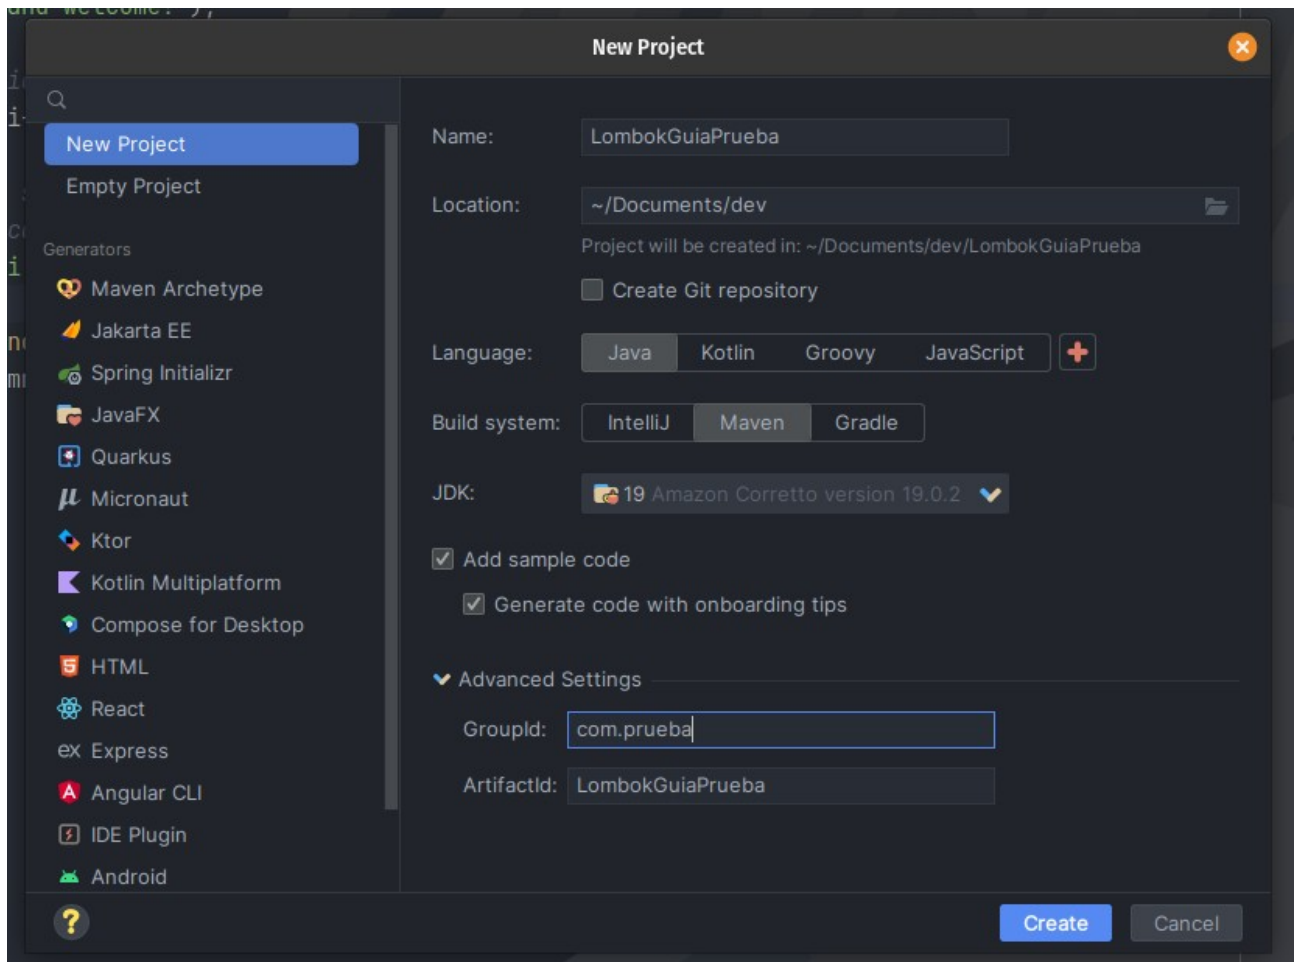 and welcome!");
New Project
New Project
Empty Project
Generators
Maven Archetype
Jakarta EE
Spring Initializr
JavaFX
Quarkus
Micronaut
Ktor
Kotlin Multiplatform
Compose for Desktop
HTML
React
ex Express
Angular CLI
IDE Plugin
Android
Name: LombokGuiaPrueba
Location: ~/Documents/dev
Project will be created in: ~/Documents/dev/LombokGuiaPrueba
Create Git repository
Language: Java Kotlin Groovy JavaScript
Build system: IntelliJ Maven Gradle
JDK: 19 Amazon Corretto version 19.0.2
Add sample code
Generate code with onboarding tips
Advanced Settings
GroupId: com.prueba
ArtifactId: LombokGuiaPrueba
?
Create Cancel